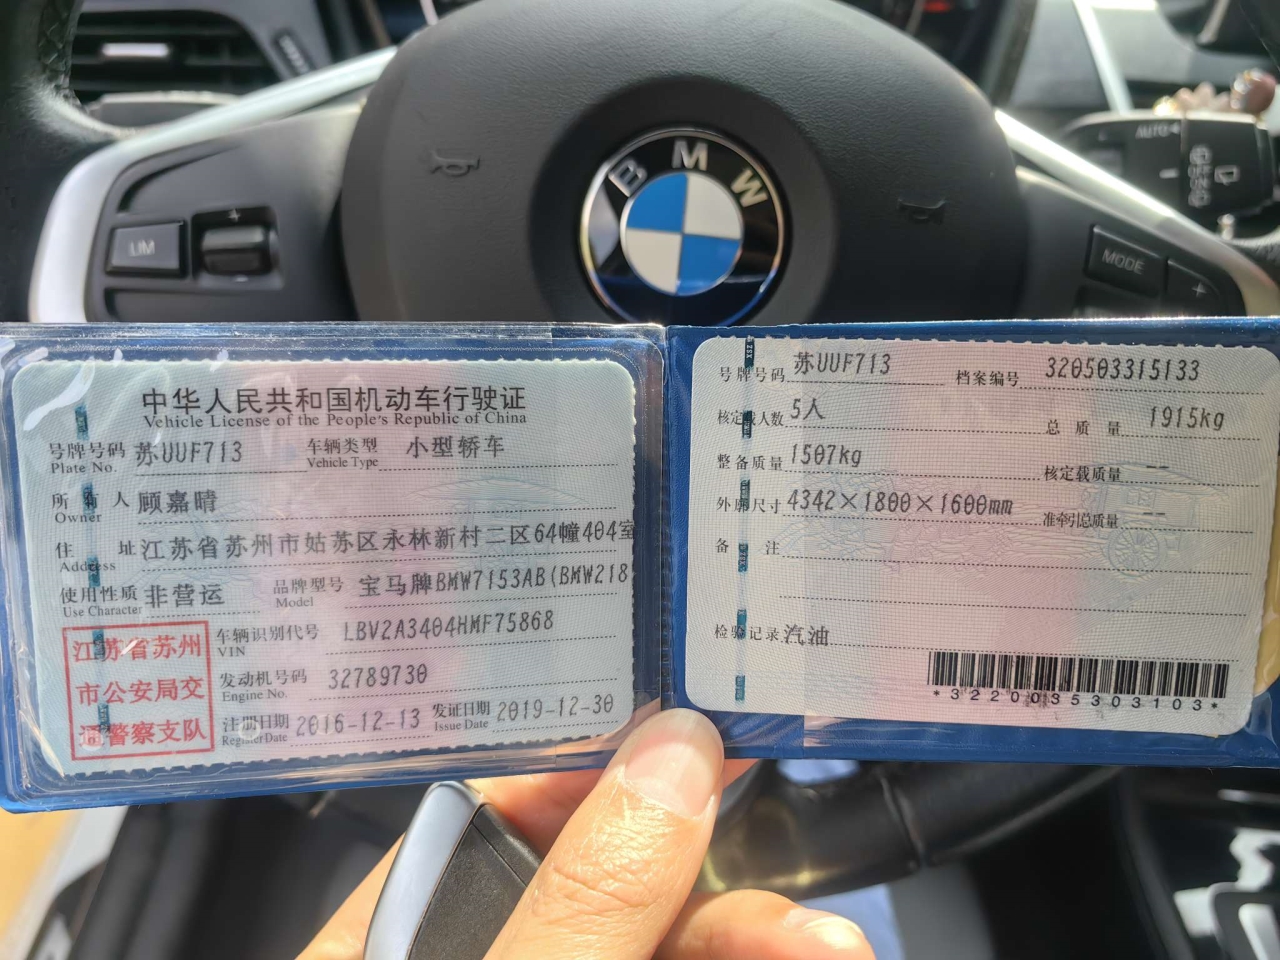 BMW
LIM
+
MODE
+
AUTO
中华人民共和国机动车行驶证
Vehicle License of the People's Republic of China
号牌号码 苏UUF713 车辆类型 小型轿车
Plate No. Vehicle Type
所有人 顾嘉晴
Owner
住址 江苏省苏州市姑苏区永林新村二区64幢404室
Address
使用性质 非营运 品牌型号 宝马牌BMW7153AB(BMW218
Use Character Model
江苏省苏州
市公安局交
通警察支队
车辆识别代号 LBV2A3404HMF75868
VIN
发动机号码 32789730
Engine No.
注册日期 2016-12-13 发证日期 2019-12-30
Register Date Issue Date
号牌号码 苏UUF713 档案编号 320503315133
核定载人数 5人 总质量 1915kg
整备质量 1507kg 核定载质量 --
外廓尺寸 4342×1800×1600mm 准牵引总质量 --
备注
检验记录 汽油
*3220035303103*